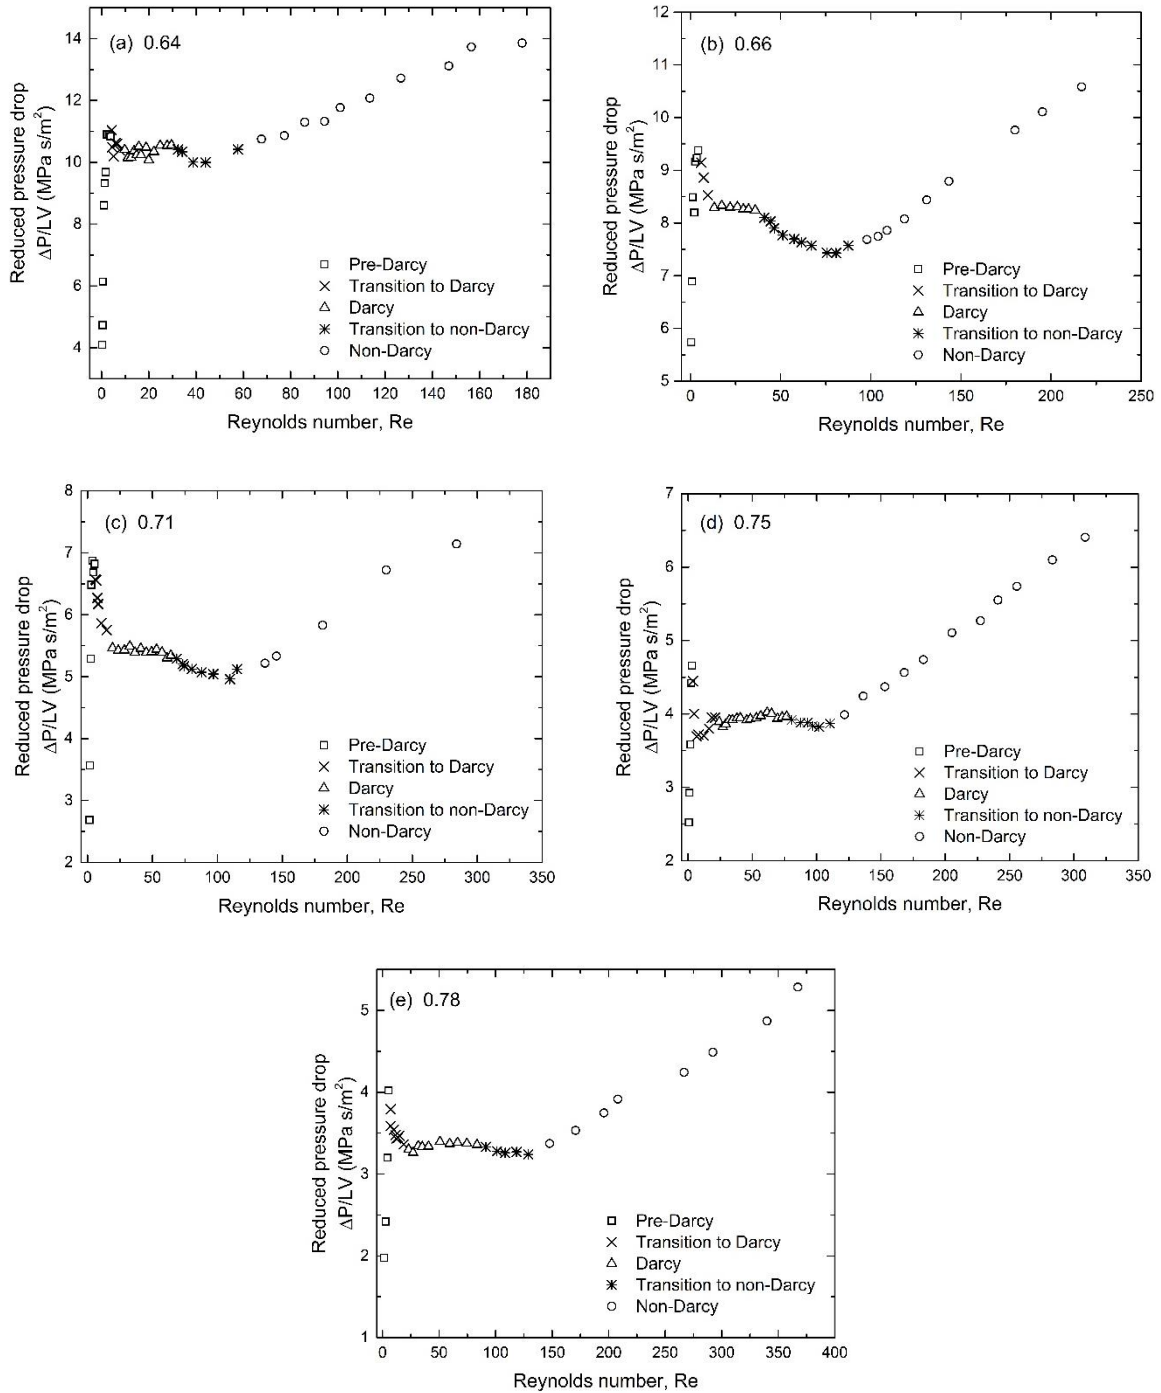 (a) 0.64
Reduced pressure drop
ΔP/LV (MPa s/m²)
14
12
10
8
6
4
Pre-Darcy
Transition to Darcy
Darcy
Transition to non-Darcy
Non-Darcy
0 20 40 60 80 100 120 140 160 180
Reynolds number, Re
(b) 0.66
Reduced pressure drop
ΔP/LV (MPa s/m²)
12
11
10
9
8
7
6
5
Pre-Darcy
Transition to Darcy
Darcy
Transition to non-Darcy
Non-Darcy
0 50 100 150 200 250
Reynolds number, Re
(c) 0.71
Reduced pressure drop
ΔP/LV (MPa s/m²)
8
7
6
5
4
3
2
Pre-Darcy
Transition to Darcy
Darcy
Transition to non-Darcy
Non-Darcy
0 50 100 150 200 250 300 350
Reynolds number, Re
(d) 0.75
Reduced pressure drop
ΔP/LV (MPa s/m²)
7
6
5
4
3
2
Pre-Darcy
Transition to Darcy
Darcy
Transition to non-Darcy
Non-Darcy
0 50 100 150 200 250 300 350
Reynolds number, Re
(e) 0.78
Reduced pressure drop
ΔP/LV (MPa s/m²)
5
4
3
2
1
Pre-Darcy
Transition to Darcy
Darcy
Transition to non-Darcy
Non-Darcy
0 50 100 150 200 250 300 350 400
Reynolds number, Re